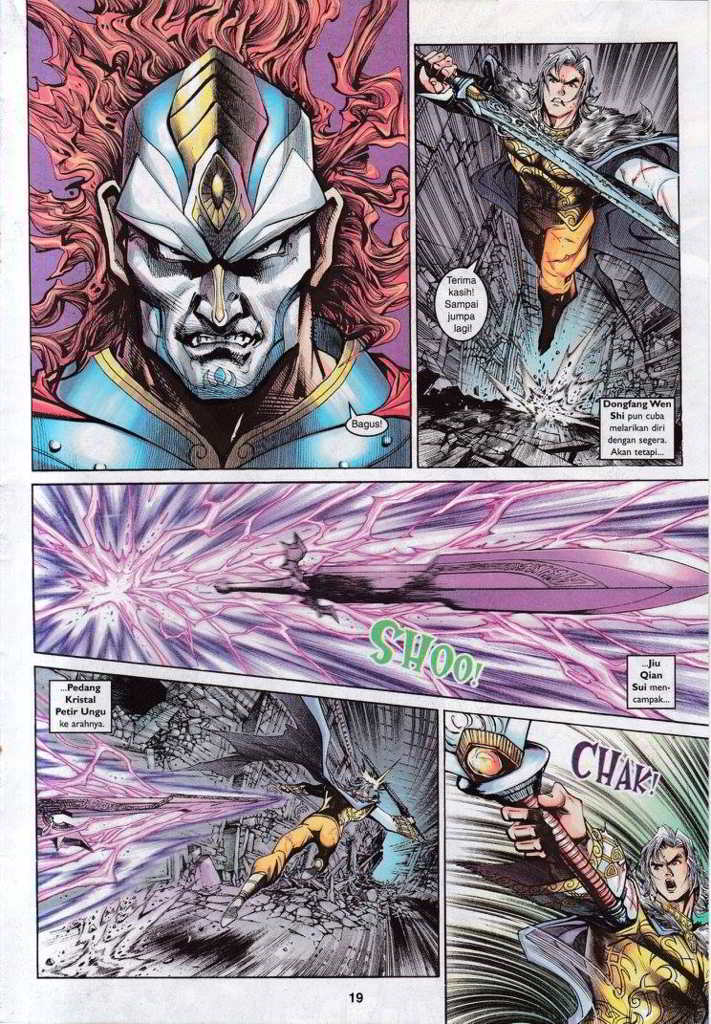 Bagus!
Terima
kasih!
Sampai
jumpa
lagi!
Dongfang Wen
Shi pun cuba
melarikan diri
dengan segera.
Akan tetapi...
SHOO!
...Jiu
Qian
Sui men-
campak...
...Pedang
Kristal
Petir Ungu
ke arahnya.
CHAK!
19